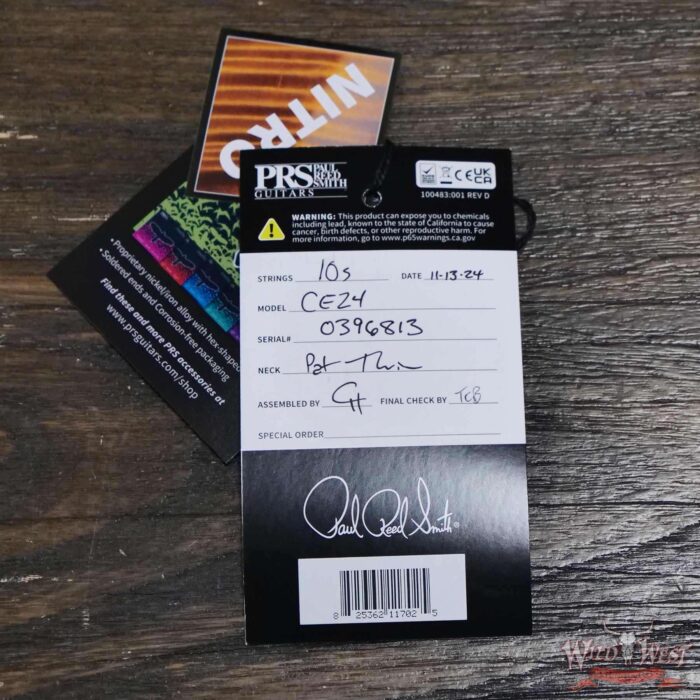 NITRO
PRS PAUL
REED
SMITH
GUITARS
CE UK
CA
100483:001 REV D
WARNING: This product can expose you to chemicals
including lead, known to the state of California to cause
cancer, birth defects, or other reproductive harm. For
more information, go to www.p65warnings.ca.gov
STRINGS 10s DATE 11-13-24
MODEL CE24
SERIAL# 0396813
NECK Pat Thin
ASSEMBLED BY CH FINAL CHECK BY TCB
SPECIAL ORDER
Paul Reed Smith®
8 25362 11702 5
• Proprietary nickel/iron alloy with hex-shaped
• Soldered ends and Corrosion-free packaging
Find these and more PRS accessories at
www.prsguitars.com/shop
WILD WEST